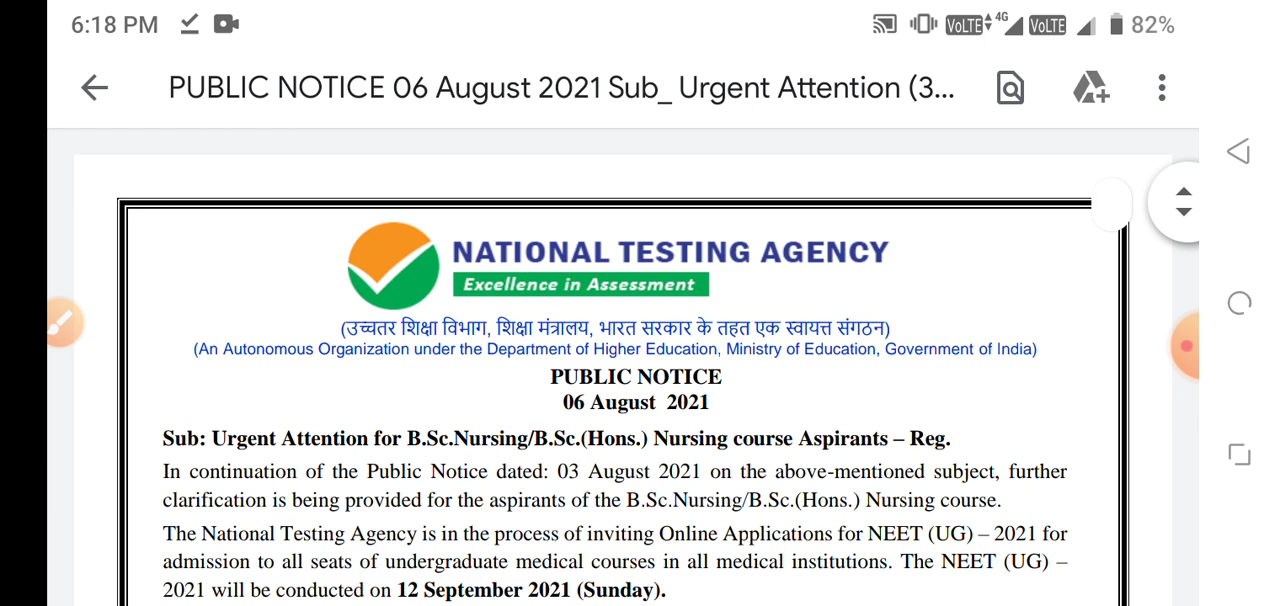 6:18 PM VoLTE 4G VoLTE 82%
PUBLIC NOTICE 06 August 2021 Sub_ Urgent Attention (3...
NATIONAL TESTING AGENCY
Excellence in Assessment
(उच्चतर शिक्षा विभाग, शिक्षा मंत्रालय, भारत सरकार के तहत एक स्वायत्त संगठन)
(An Autonomous Organization under the Department of Higher Education, Ministry of Education, Government of India)
PUBLIC NOTICE
06 August 2021
Sub: Urgent Attention for B.Sc.Nursing/B.Sc.(Hons.) Nursing course Aspirants – Reg.
In continuation of the Public Notice dated: 03 August 2021 on the above-mentioned subject, further
clarification is being provided for the aspirants of the B.Sc.Nursing/B.Sc.(Hons.) Nursing course.
The National Testing Agency is in the process of inviting Online Applications for NEET (UG) – 2021 for
admission to all seats of undergraduate medical courses in all medical institutions. The NEET (UG) –
2021 will be conducted on 12 September 2021 (Sunday).